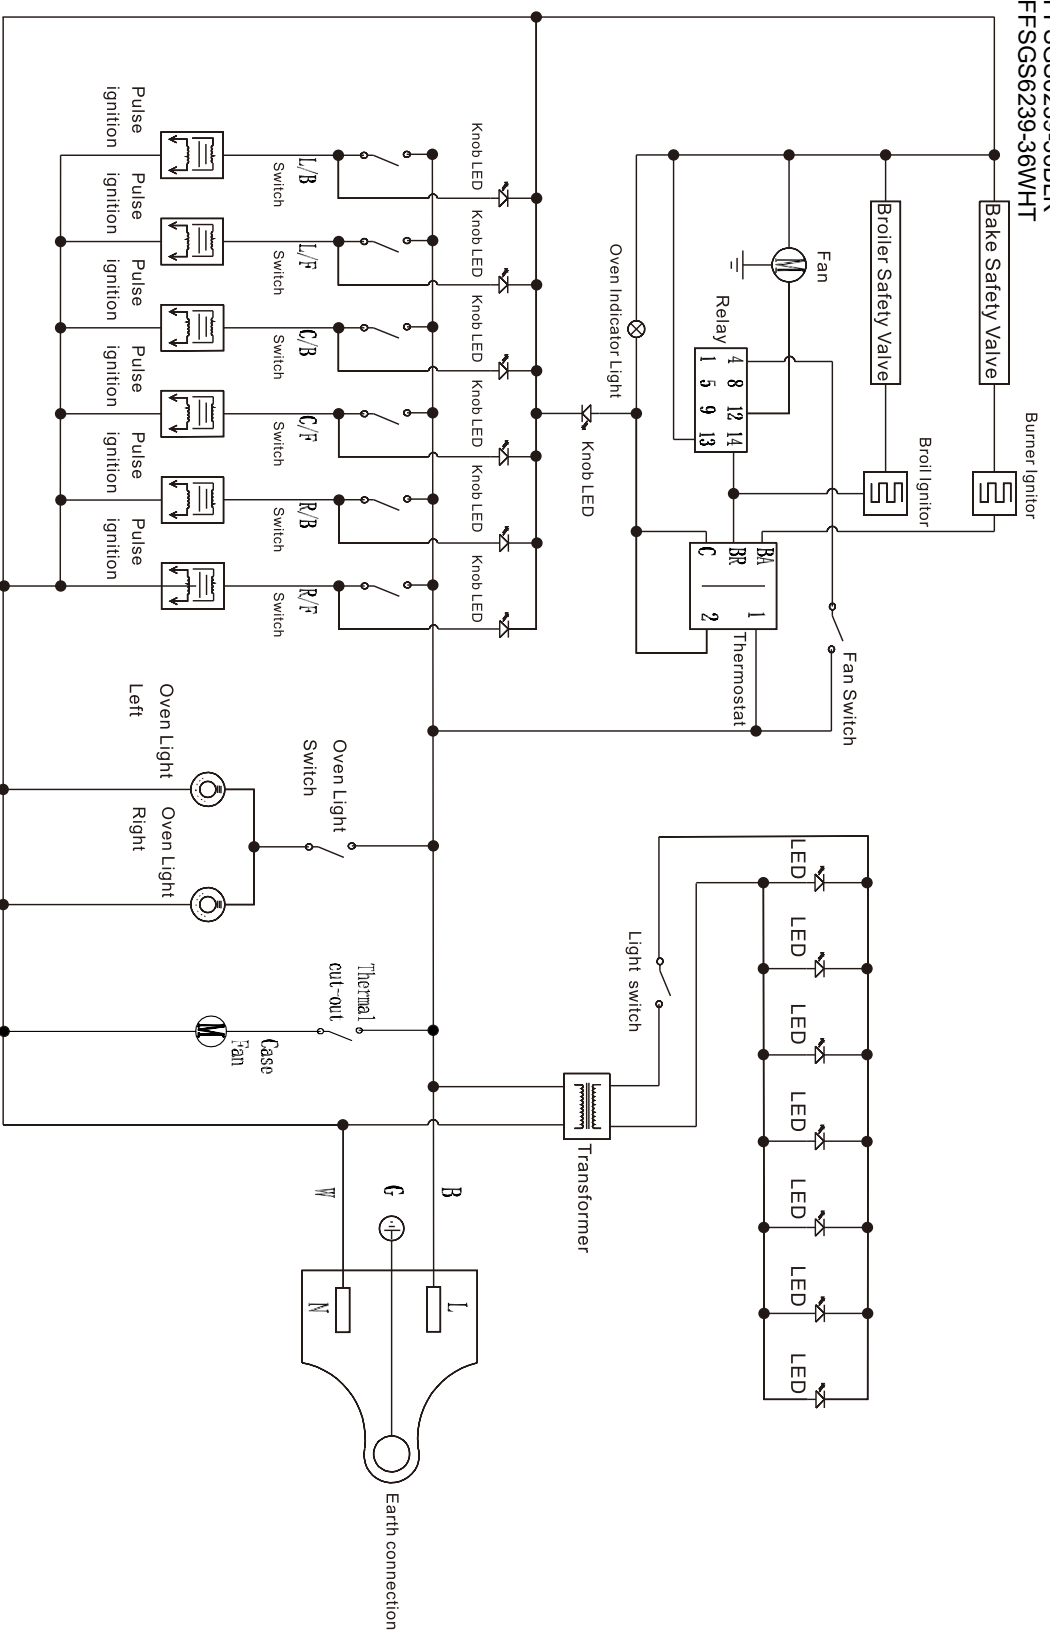 FFSGS6239-36WHT
Bake Safety Valve
Burner Ignitor
Broiler Safety Valve
Broil Ignitor
Fan
M
Fan Switch
Relay
4 8 12 14
1 5 9 13
BA
BR
C
1
2
Thermostat
LED
LED
LED
LED
LED
LED
LED
Light switch
Transformer
Oven Indicator Light
Knob LED
Knob LED
Knob LED
Knob LED
Knob LED
Knob LED
Knob LED
L/B
Switch
L/F
Switch
C/B
Switch
C/F
Switch
R/B
Switch
R/F
Switch
Pulse
ignition
Pulse
ignition
Pulse
ignition
Pulse
ignition
Pulse
ignition
Pulse
ignition
Oven Light
Switch
Oven Light
Left
Oven Light
Right
Thermal
cut-out
Case
Fan
M
B
G
W
L
N
Earth connection